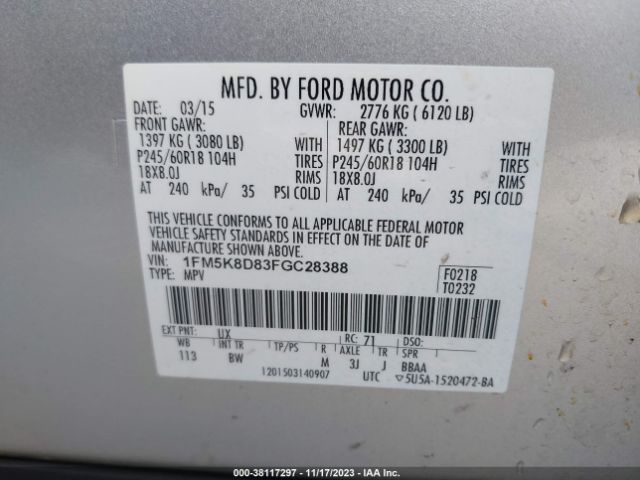 MFD. BY FORD MOTOR CO.
DATE: 03/15 GVWR: 2776 KG ( 6120 LB)
FRONT GAWR: REAR GAWR:
1397 KG ( 3080 LB) WITH 1497 KG ( 3300 LB) WITH
P245/60R18 104H TIRES P245/60R18 104H TIRES
18X8.0J RIMS 18X8.0J RIMS
AT 240 kPa/ 35 PSI COLD AT 240 kPa/ 35 PSI COLD
THIS VEHICLE CONFORMS TO ALL APPLICABLE FEDERAL MOTOR
VEHICLE SAFETY STANDARDS IN EFFECT ON THE DATE OF
MANUFACTURE SHOWN ABOVE.
VIN: 1FM5K8D83FGC28388
TYPE: MPV
F0218
T0232
EXT PNT: UX RC: 71 DSO:
WB INT TR TP/PS R AXLE TR SPR
113 BW M 3J J BBAA
1201503140907 UTC ▽5U5A-1520472-BA
000-38117297 - 11/17/2023 - IAA Inc.